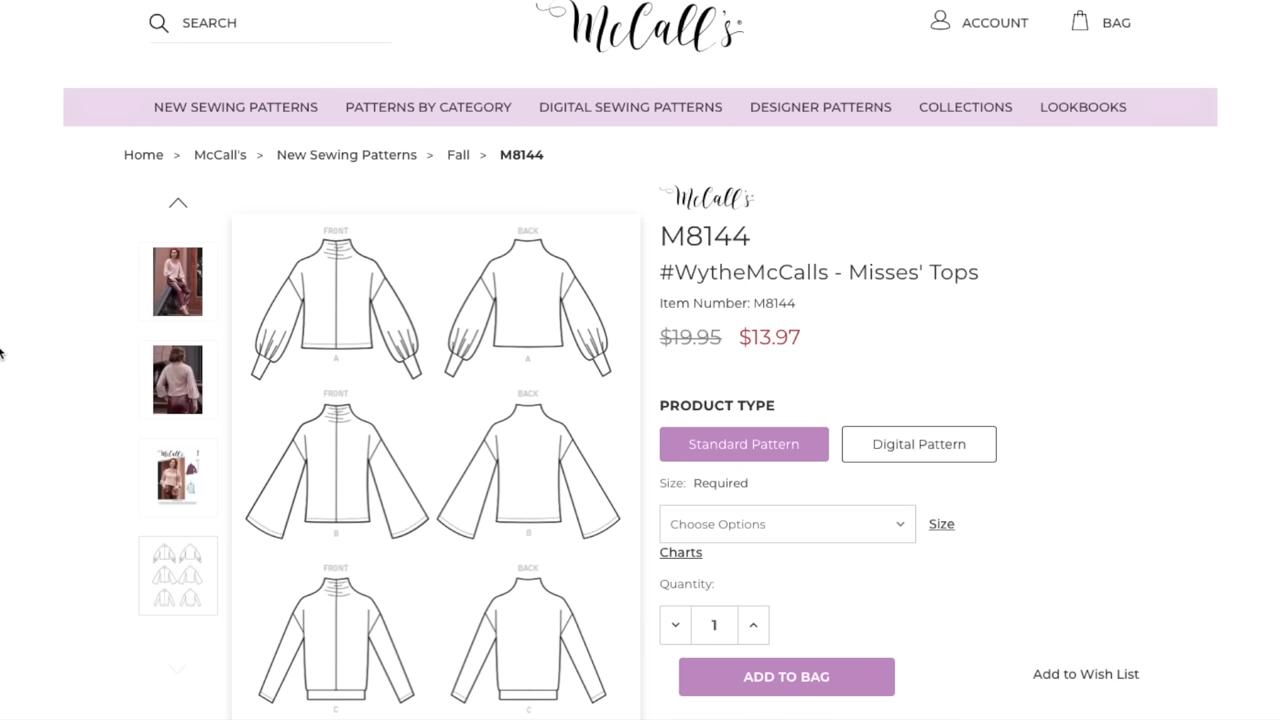 SEARCH
McCall's
ACCOUNT
BAG
NEW SEWING PATTERNS PATTERNS BY CATEGORY DIGITAL SEWING PATTERNS DESIGNER PATTERNS COLLECTIONS LOOKBOOKS
Home > McCall's > New Sewing Patterns > Fall > M8144
McCall's
M8144
#WytheMcCalls - Misses' Tops
Item Number: M8144
$19.95 $13.97
PRODUCT TYPE
Standard Pattern Digital Pattern
Size: Required
Choose Options Size
Charts
Quantity:
1
ADD TO BAG
Add to Wish List
McCall's
FRONT BACK
A A
FRONT BACK
B B
FRONT BACK
C C